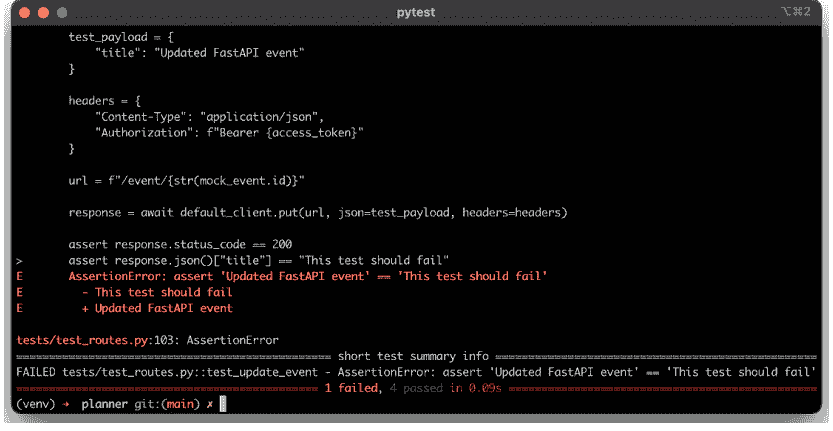 pytest
⌥⌘2
test_payload = {
"title": "Updated FastAPI event"
}
headers = {
"Content-Type": "application/json",
"Authorization": f"Bearer {access_token}"
}
url = f"/event/{str(mock_event.id)}"
response = await default_client.put(url, json=test_payload, headers=headers)
assert response.status_code == 200
> assert response.json()["title"] == "This test should fail"
E AssertionError: assert 'Updated FastAPI event' == 'This test should fail'
E - This test should fail
E + Updated FastAPI event
tests/test_routes.py:103: AssertionError
short test summary info
FAILED tests/test_routes.py::test_update_event - AssertionError: assert 'Updated FastAPI event' == 'This test should fail'
1 failed, 4 passed in 0.09s
(venv) → planner git:(main) ✗